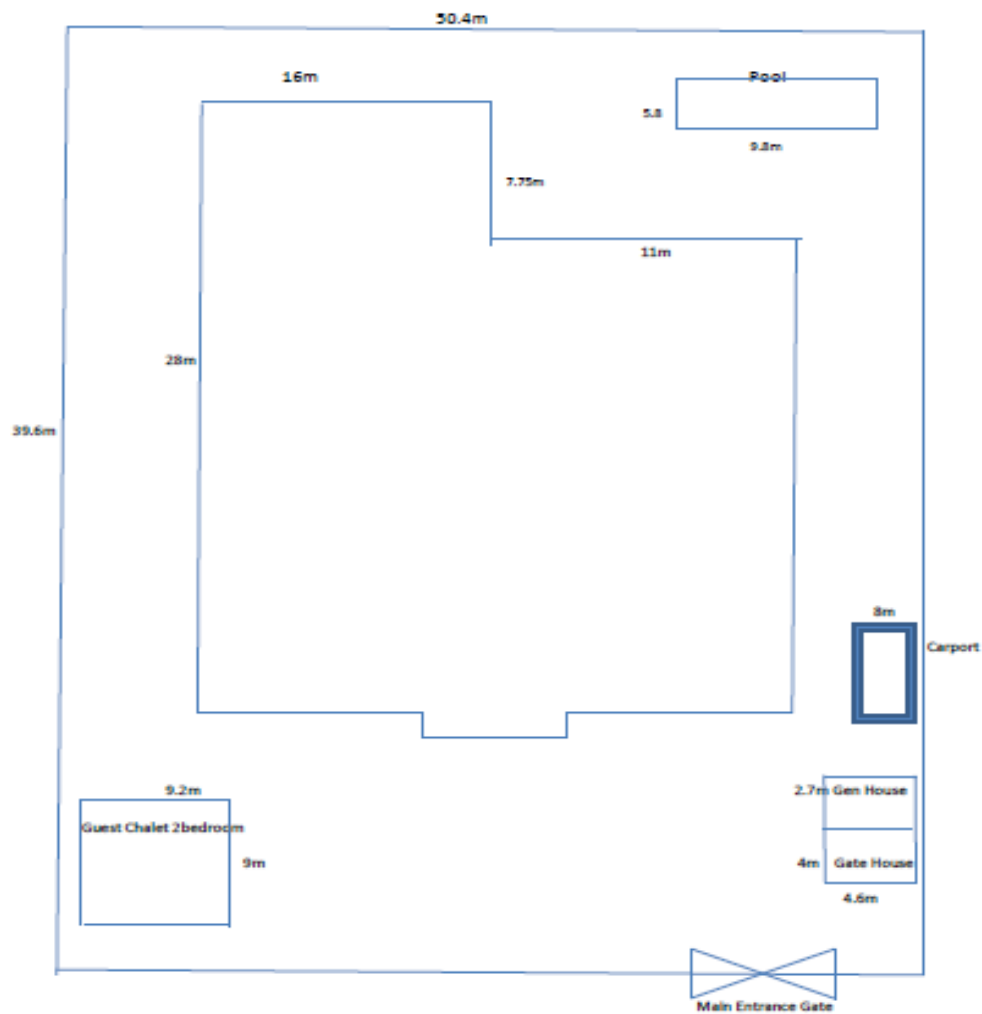 50.4m
16m
Pool
5.8
9.8m
7.75m
11m
28m
39.6m
8m
Carport
9.2m
2.7m Gen House
Guest Chalet 2bedroom
9m
4m Gate House
4.6m
Main Entrance Gate